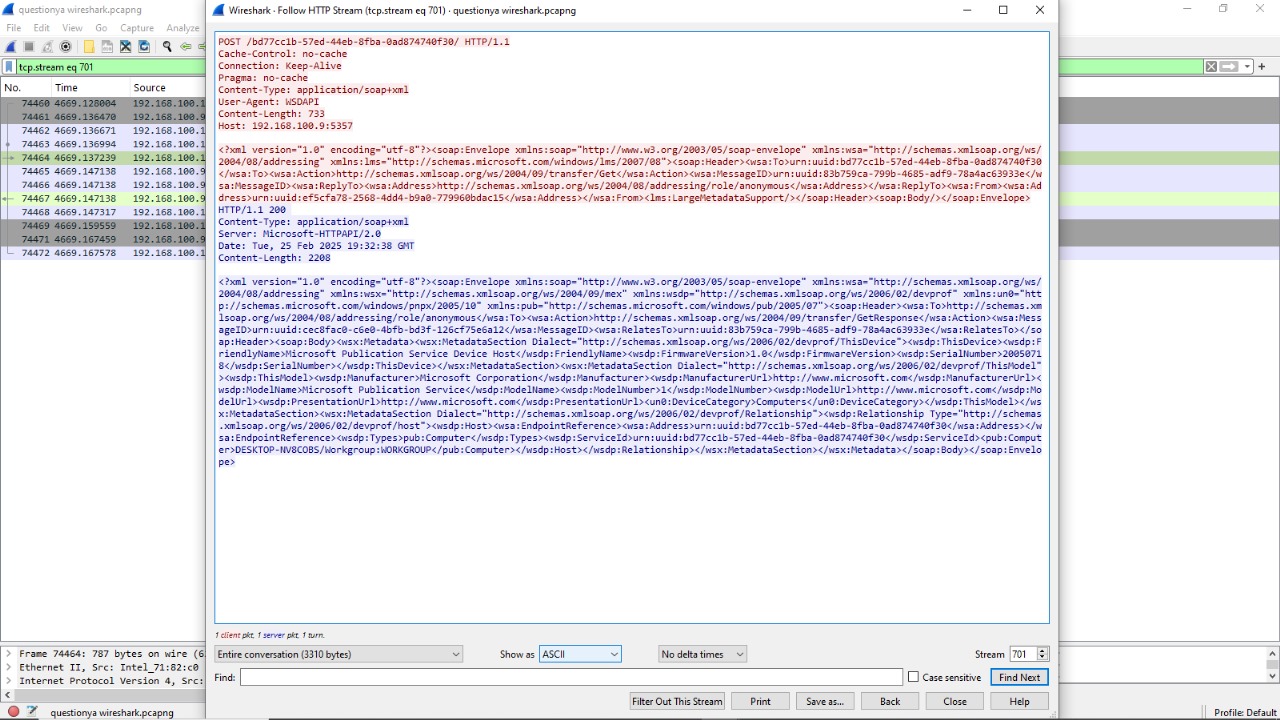 questionya wireshark.pcapng
Wireshark · Follow HTTP Stream (tcp.stream eq 701) · questionya wireshark.pcapng
File Edit View Go Capture Analyze
tcp.stream eq 701
No. Time Source
74460 4669.128004 192.168.100.1
74461 4669.136470 192.168.100.9
74462 4669.136671 192.168.100.1
74463 4669.136994 192.168.100.1
74464 4669.137239 192.168.100.1
74465 4669.147138 192.168.100.9
74466 4669.147138 192.168.100.9
74467 4669.147138 192.168.100.9
74468 4669.147317 192.168.100.1
74469 4669.159559 192.168.100.1
74471 4669.167459 192.168.100.9
74472 4669.167578 192.168.100.1
POST /bd77cc1b-57ed-44eb-8fba-0ad874740f30/ HTTP/1.1
Cache-Control: no-cache
Connection: Keep-Alive
Pragma: no-cache
Content-Type: application/soap+xml
User-Agent: WSDAPI
Content-Length: 733
Host: 192.168.100.9:5357
<?xml version="1.0" encoding="utf-8"?><soap:Envelope xmlns:soap="http://www.w3.org/2003/05/soap-envelope" xmlns:wsa="http://schemas.xmlsoap.org/ws/
2004/08/addressing" xmlns:lms="http://schemas.microsoft.com/windows/lms/2007/08"><soap:Header><wsa:To>urn:uuid:bd77cc1b-57ed-44eb-8fba-0ad874740f30
</wsa:To><wsa:Action>http://schemas.xmlsoap.org/ws/2004/09/transfer/Get</wsa:Action><wsa:MessageID>urn:uuid:83b759ca-799b-4685-adf9-78a4ac63933e</w
sa:MessageID><wsa:ReplyTo><wsa:Address>http://schemas.xmlsoap.org/ws/2004/08/addressing/role/anonymous</wsa:Address></wsa:ReplyTo><wsa:From><wsa:Ad
dress>urn:uuid:ef5cfa78-2568-4dd4-b9a0-779960bdac15</wsa:Address></wsa:From><lms:LargeMetadataSupport/></soap:Header><soap:Body/></soap:Envelope>
HTTP/1.1 200
Content-Type: application/soap+xml
Server: Microsoft-HTTPAPI/2.0
Date: Tue, 25 Feb 2025 19:32:38 GMT
Content-Length: 2208
<?xml version="1.0" encoding="utf-8"?><soap:Envelope xmlns:soap="http://www.w3.org/2003/05/soap-envelope" xmlns:wsa="http://schemas.xmlsoap.org/ws/
2004/08/addressing" xmlns:wsx="http://schemas.xmlsoap.org/ws/2004/09/mex" xmlns:wsdp="http://schemas.xmlsoap.org/ws/2006/02/devprof" xmlns:un0="htt
p://schemas.microsoft.com/windows/pnpx/2005/10" xmlns:pub="http://schemas.microsoft.com/windows/pub/2005/07"><soap:Header><wsa:To>http://schemas.xm
lsoap.org/ws/2004/08/addressing/role/anonymous</wsa:To><wsa:Action>http://schemas.xmlsoap.org/ws/2004/09/transfer/GetResponse</wsa:Action><wsa:Mess
ageID>urn:uuid:cec8fac0-c6e0-4bfb-bd3f-126cf75e6a12</wsa:MessageID><wsa:RelatesTo>urn:uuid:83b759ca-799b-4685-adf9-78a4ac63933e</wsa:RelatesTo></so
ap:Header><soap:Body><wsx:Metadata><wsx:MetadataSection Dialect="http://schemas.xmlsoap.org/ws/2006/02/devprof/ThisDevice"><wsdp:ThisDevice><wsdp:F
riendlyName>Microsoft Publication Service Device Host</wsdp:FriendlyName><wsdp:FirmwareVersion>1.0</wsdp:FirmwareVersion><wsdp:SerialNumber>2005071
8</wsdp:SerialNumber></wsdp:ThisDevice></wsx:MetadataSection><wsx:MetadataSection Dialect="http://schemas.xmlsoap.org/ws/2006/02/devprof/ThisModel"
><wsdp:ThisModel><wsdp:Manufacturer>Microsoft Corporation</wsdp:Manufacturer><wsdp:ManufacturerUrl>http://www.microsoft.com</wsdp:ManufacturerUrl><
wsdp:ModelName>Microsoft Publication Service</wsdp:ModelName><wsdp:ModelNumber>1</wsdp:ModelNumber><wsdp:ModelUrl>http://www.microsoft.com</wsdp:Mo
delUrl><wsdp:PresentationUrl>http://www.microsoft.com</wsdp:PresentationUrl><un0:DeviceCategory>Computers</un0:DeviceCategory></wsdp:ThisModel></ws
x:MetadataSection><wsx:MetadataSection Dialect="http://schemas.xmlsoap.org/ws/2006/02/devprof/Relationship"><wsdp:Relationship Type="http://schemas
.xmlsoap.org/ws/2006/02/devprof/host"><wsdp:Host><wsa:EndpointReference><wsa:Address>urn:uuid:bd77cc1b-57ed-44eb-8fba-0ad874740f30</wsa:Address></w
sa:EndpointReference><wsdp:Types>pub:Computer</wsdp:Types><wsdp:ServiceId>urn:uuid:bd77cc1b-57ed-44eb-8fba-0ad874740f30</wsdp:ServiceId><pub:Comput
er>DESKTOP-NV8COBS/Workgroup:WORKGROUP</pub:Computer></wsdp:Host></wsdp:Relationship></wsx:MetadataSection></wsx:Metadata></soap:Body></soap:Envelo
pe>
1 client pkt, 1 server pkt, 1 turn.
Entire conversation (3310 bytes) Show as ASCII No delta times Stream 701
Find: Case sensitive Find Next
Filter Out This Stream Print Save as... Back Close Help
Frame 74464: 787 bytes on wire (6
Ethernet II, Src: Intel_71:82:c0
Internet Protocol Version 4, Src:
questionya wireshark.pcapng
Profile: Default